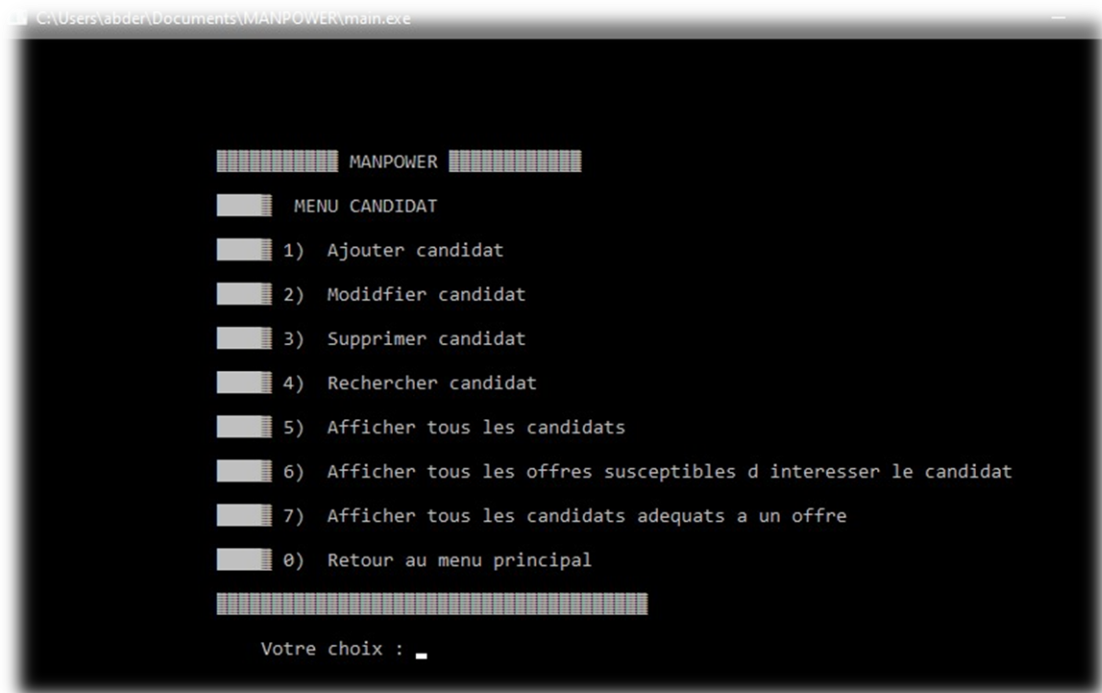 C:\Users\abder\Documents\MANPOWER\main.exe
MANPOWER
MENU CANDIDAT
1) Ajouter candidat
2) Modidfier candidat
3) Supprimer candidat
4) Rechercher candidat
5) Afficher tous les candidats
6) Afficher tous les offres susceptibles d interesser le candidat
7) Afficher tous les candidats adequats a un offre
0) Retour au menu principal
Votre choix :